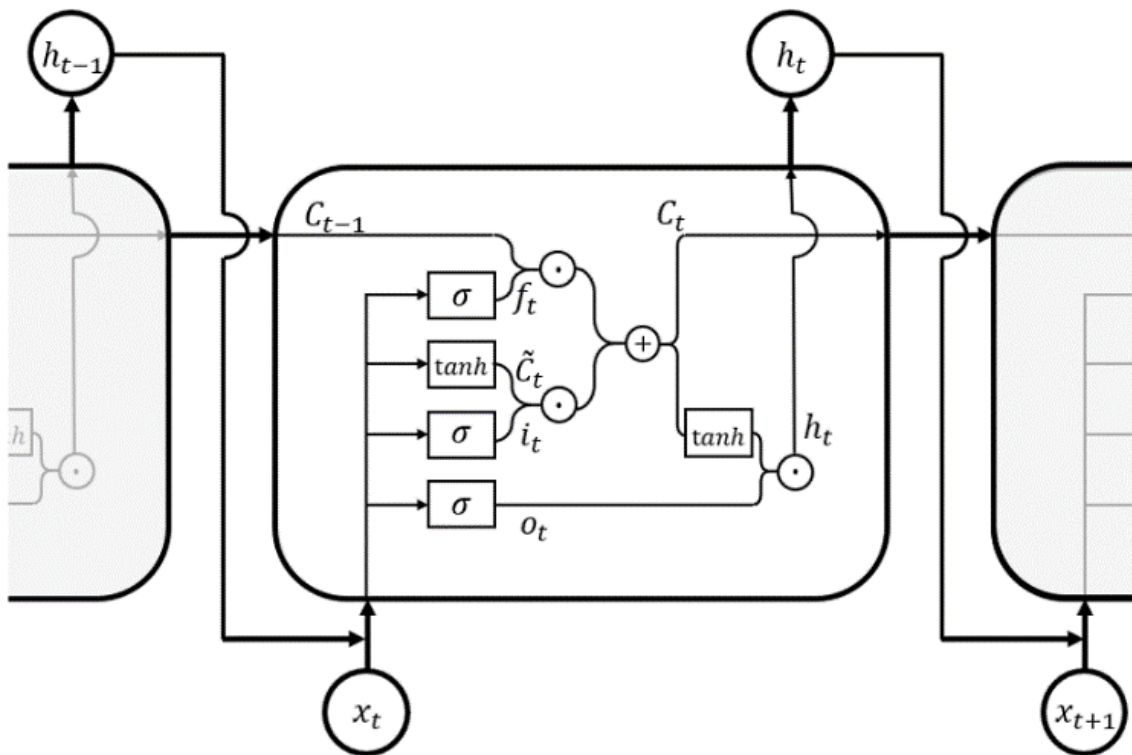 h_{t-1}
h_t
C_{t-1}
C_t
σ
f_t
tanh
C̃_t
σ
i_t
σ
o_t
+
tanh
h_t
h
x_t
x_{t+1}